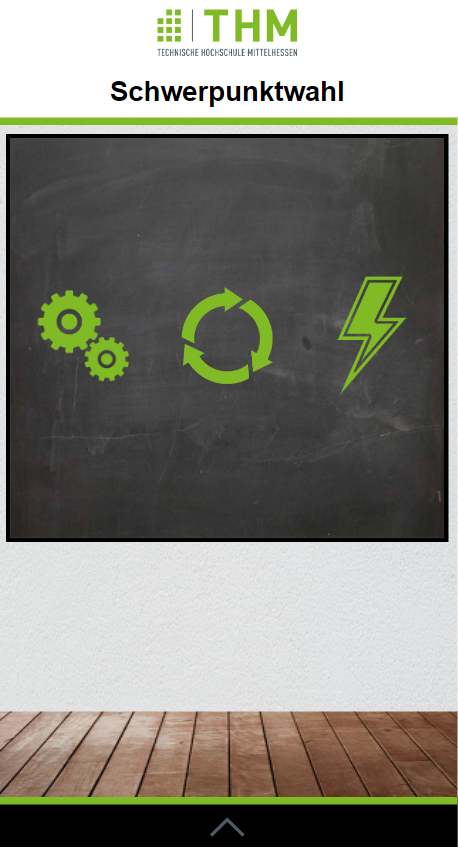 THM
TECHNISCHE HOCHSCHULE MITTELHESSEN
Schwerpunktwahl